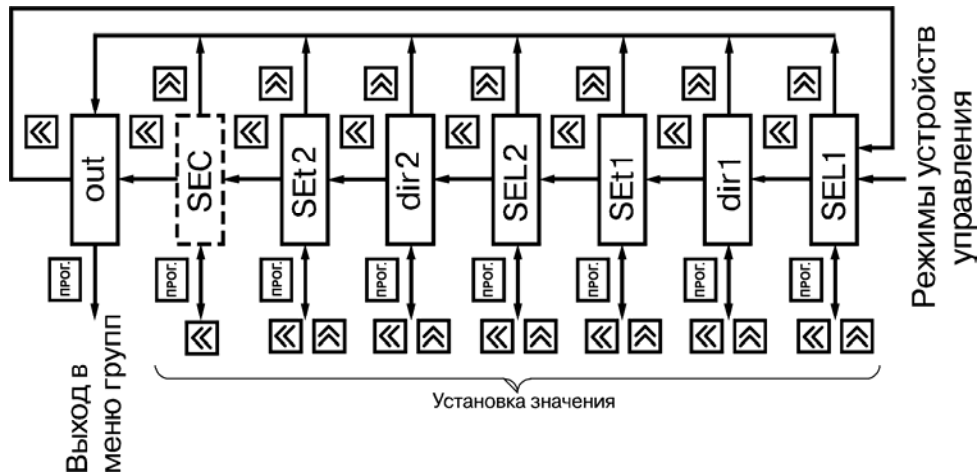 out
SEC
SEt2
dir2
SEL2
SEt1
dir1
SEL1
Режимы устройств
управления
ПРОГ.
ПРОГ.
ПРОГ.
ПРОГ.
ПРОГ.
ПРОГ.
ПРОГ.
ПРОГ.
Выход в
меню групп
Установка значения